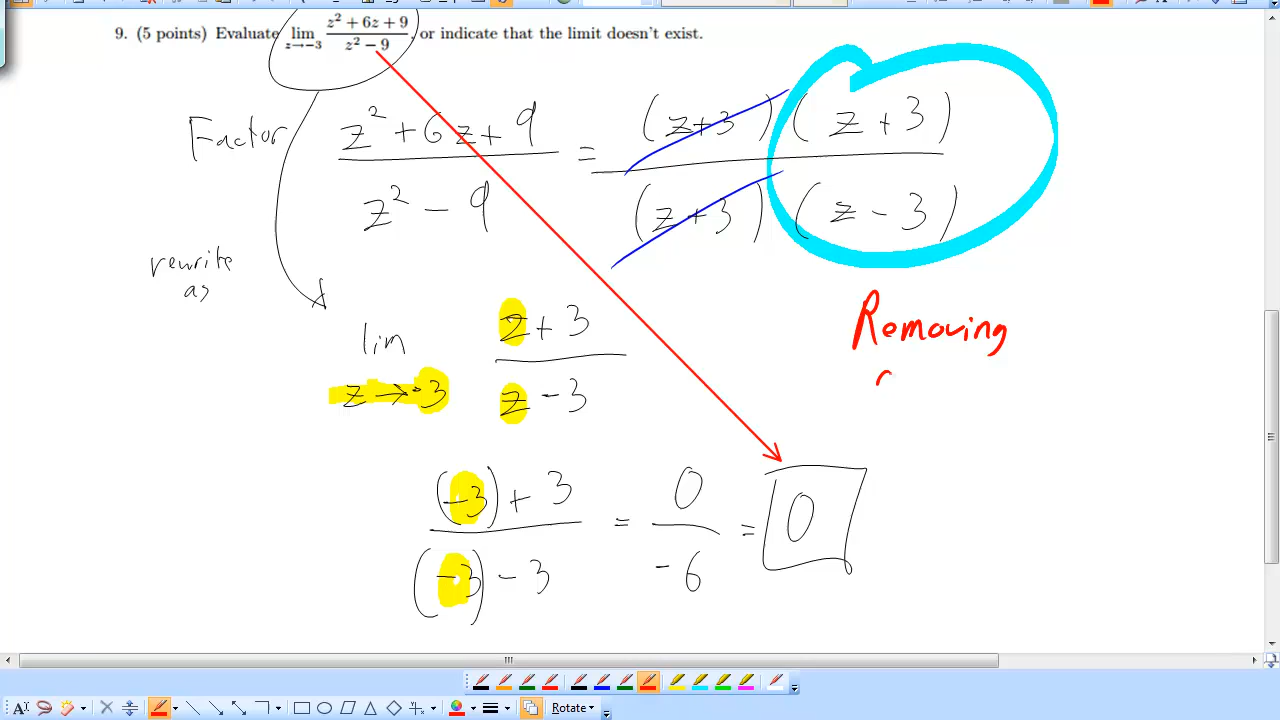 9. (5 points) Evaluate lim z→−3 (z² + 6z + 9)/(z² − 9), or indicate that the limit doesn't exist.
Factor (z² + 6z + 9)/(z² − 9) = ((z+3)(z+3))/((z+3)(z−3))
rewrite
as
lim z→-3 (z+3)/(z−3)
Removing
((−3)+3)/((−3)−3) = 0/−6 = 0
Rotate